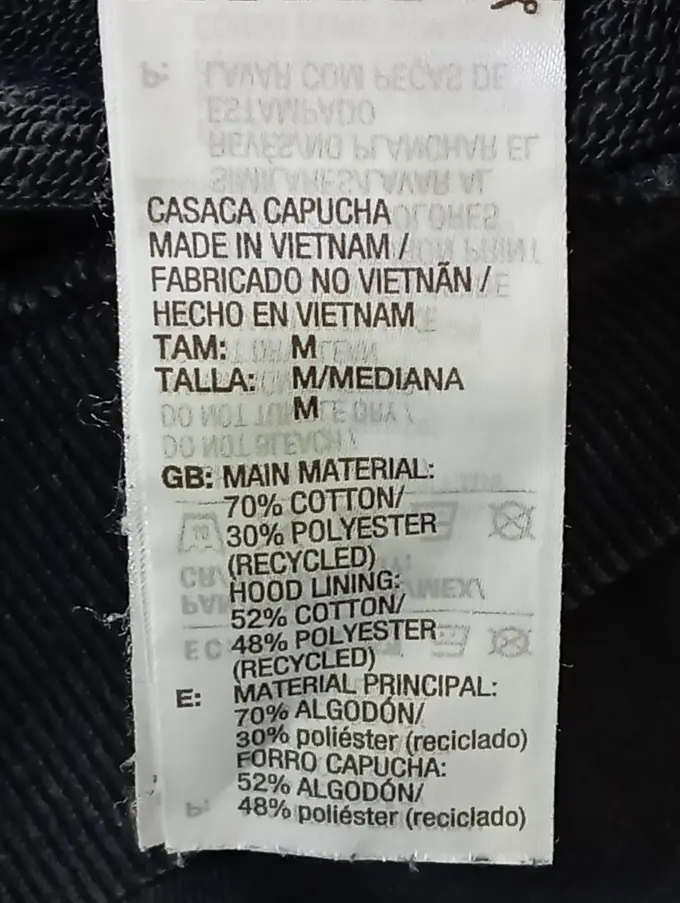 CASACA CAPUCHA
MADE IN VIETNAM /
FABRICADO NO VIETNÃN /
HECHO EN VIETNAM
TAM: M
TALLA: M/MEDIANA
M
GB: MAIN MATERIAL:
70% COTTON/
30% POLYESTER
(RECYCLED)
HOOD LINING:
52% COTTON/
48% POLYESTER
(RECYCLED)
E: MATERIAL PRINCIPAL:
70% ALGODÓN/
30% poliéster (reciclado)
FORRO CAPUCHA:
52% ALGODÓN/
48% poliéster (reciclado)